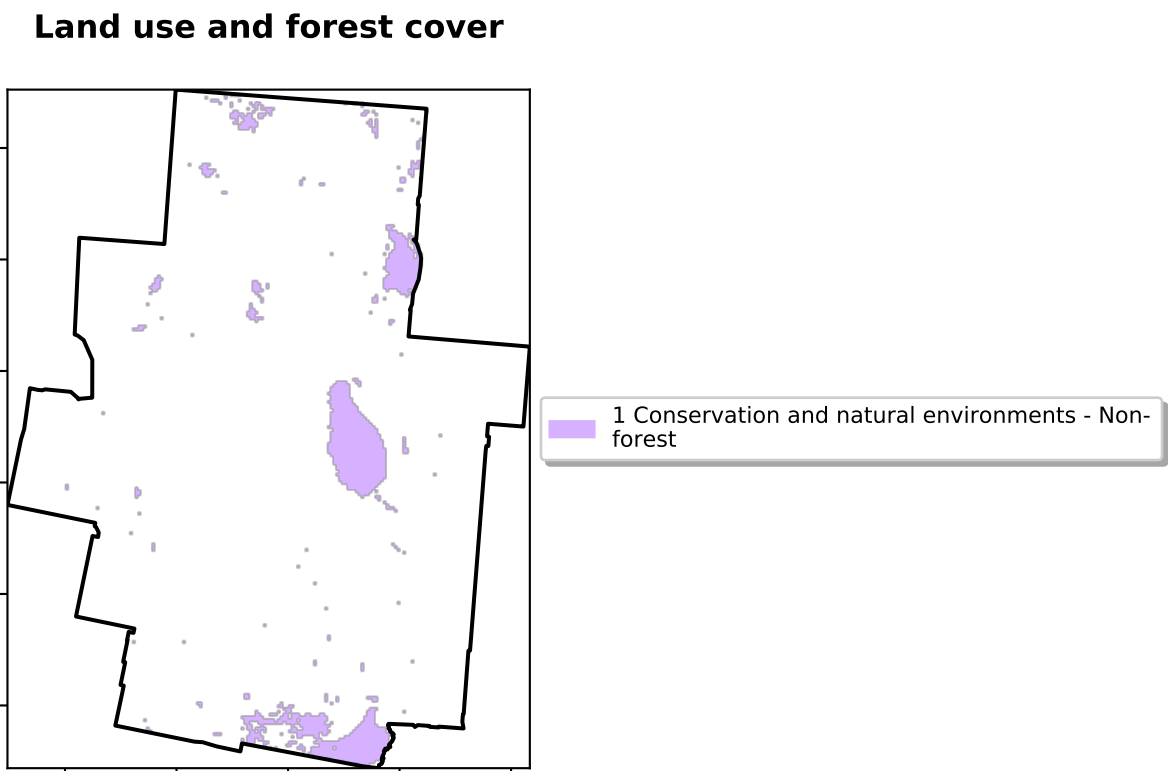 Land use and forest cover
1 Conservation and natural environments - Non-
forest